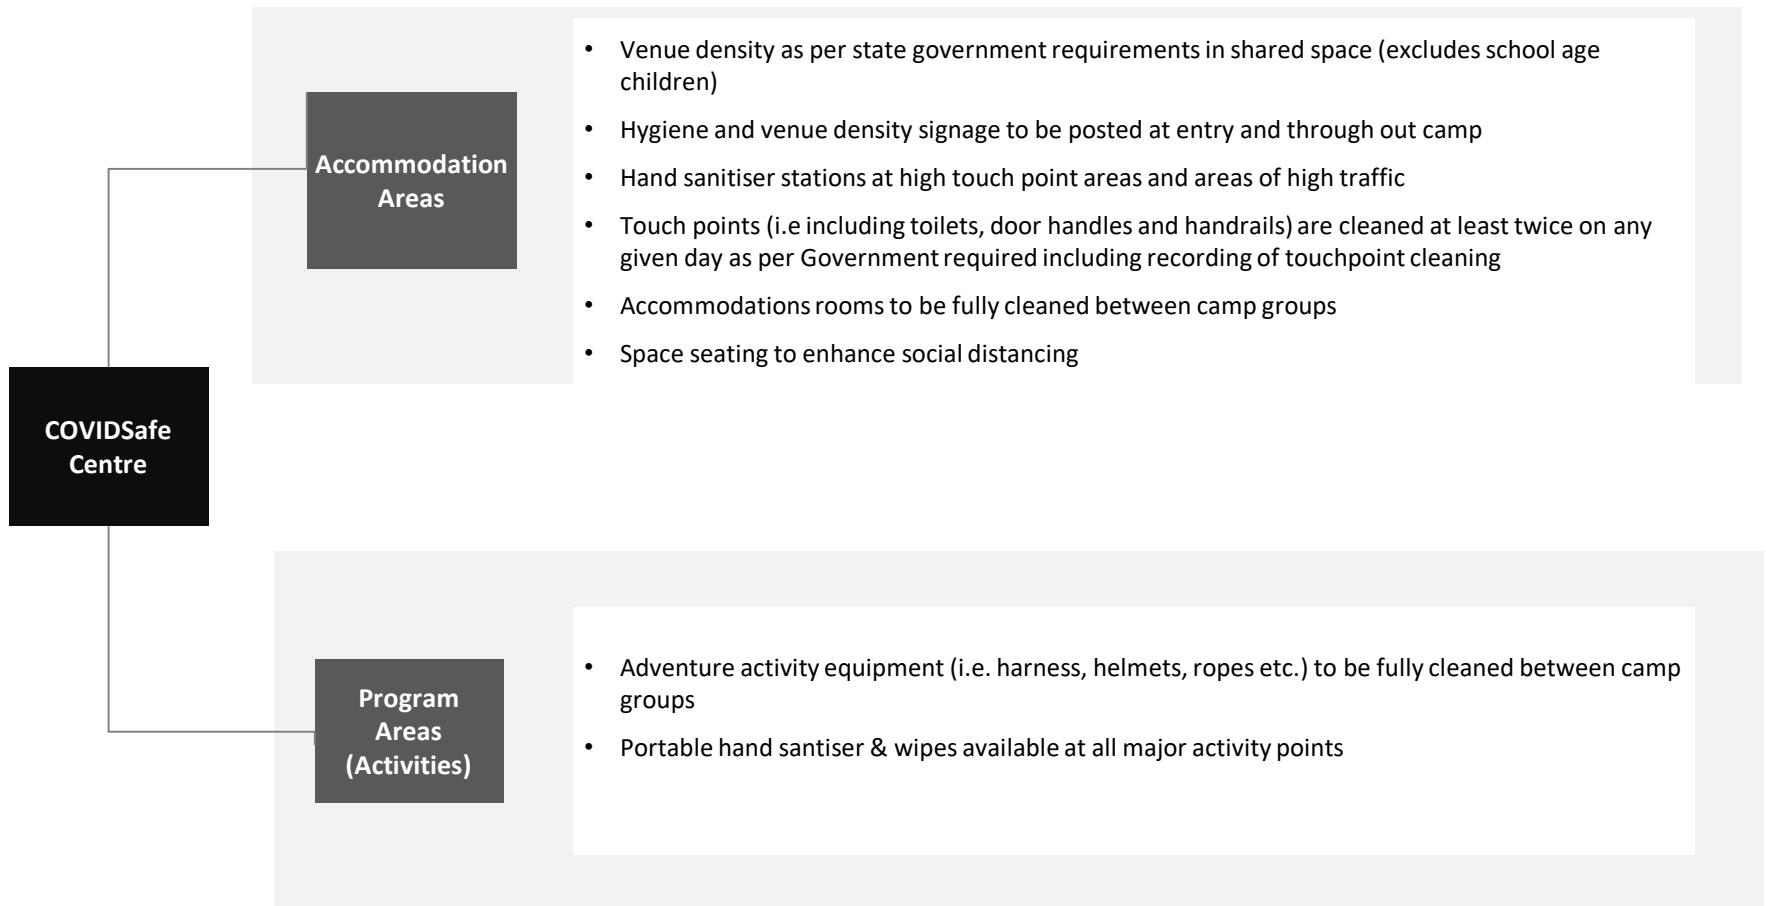 • Venue density as per state government requirements in shared space (excludes school age
children)
• Hygiene and venue density signage to be posted at entry and through out camp
Accommodation
Areas
• Hand sanitiser stations at high touch point areas and areas of high traffic
• Touch points (i.e including toilets, door handles and handrails) are cleaned at least twice on any
given day as per Government required including recording of touchpoint cleaning
• Accommodations rooms to be fully cleaned between camp groups
• Space seating to enhance social distancing
COVIDSafe
Centre
Program
Areas
(Activities)
• Adventure activity equipment (i.e. harness, helmets, ropes etc.) to be fully cleaned between camp
groups
• Portable hand santiser & wipes available at all major activity points